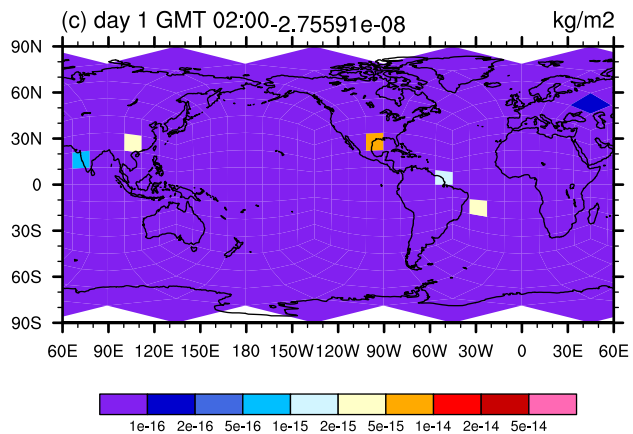 (c) day 1 GMT 02:00-2.75591e-08 kg/m2
90N
60N
30N
0
30S
60S
90S
60E 90E 120E 150E 180 150W 120W 90W 60W 30W 0 30E 60E
1e-16 2e-16 5e-16 1e-15 2e-15 5e-15 1e-14 2e-14 5e-14